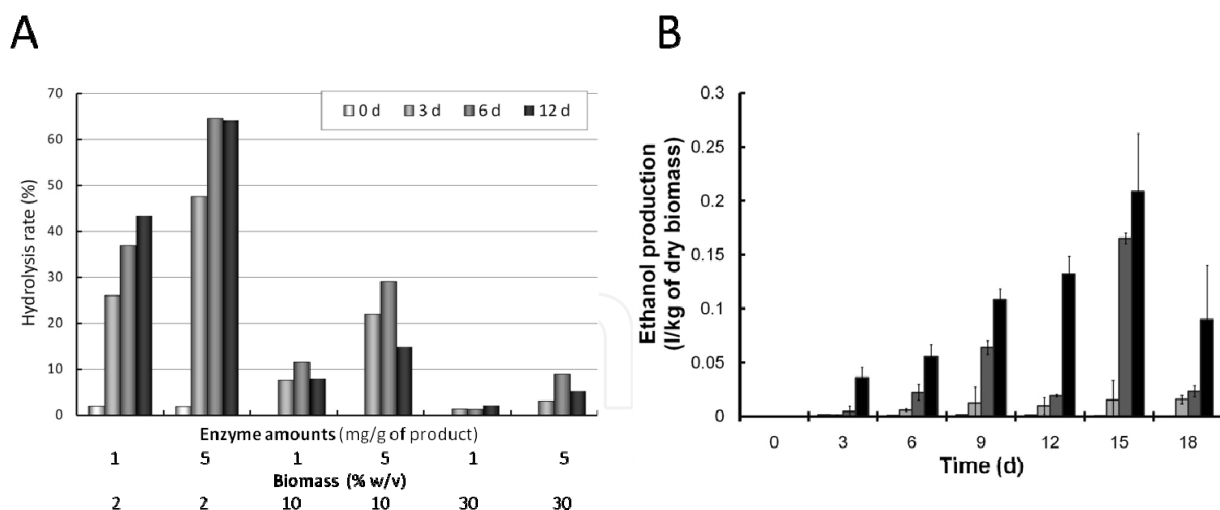 A
70
60
50
40
30
20
10
0
Hydrolysis rate (%)
0 d 3 d 6 d 12 d
Enzyme amounts (mg/g of product)
1 5 1 5 1 5
Biomass (% w/v)
2 2 10 10 30 30
B
0.3
0.25
0.2
0.15
0.1
0.05
0
Ethanol production
(l/kg of dry biomass)
0 3 6 9 12 15 18
Time (d)